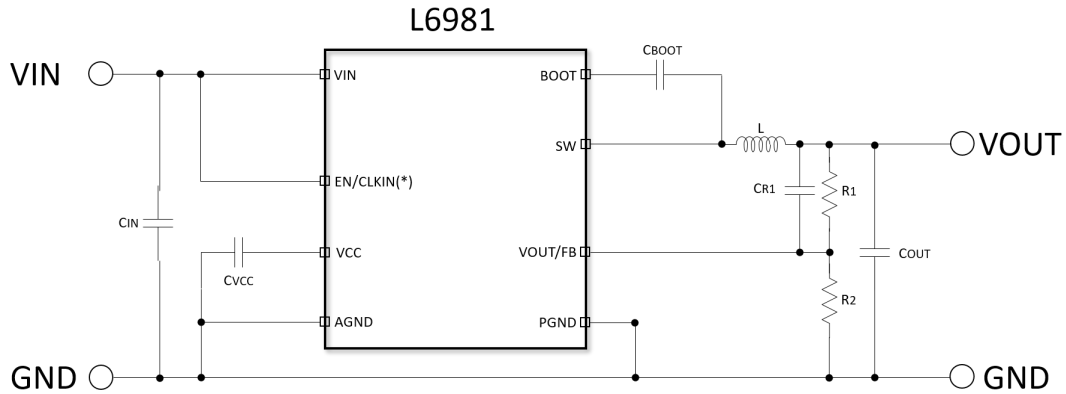 L6981
CBOOT
VIN
VIN
BOOT
L
SW
VOUT
EN/CLKIN(*)
CR1
R1
CIN
VCC
VOUT/FB
COUT
CVCC
R2
AGND
PGND
GND
GND